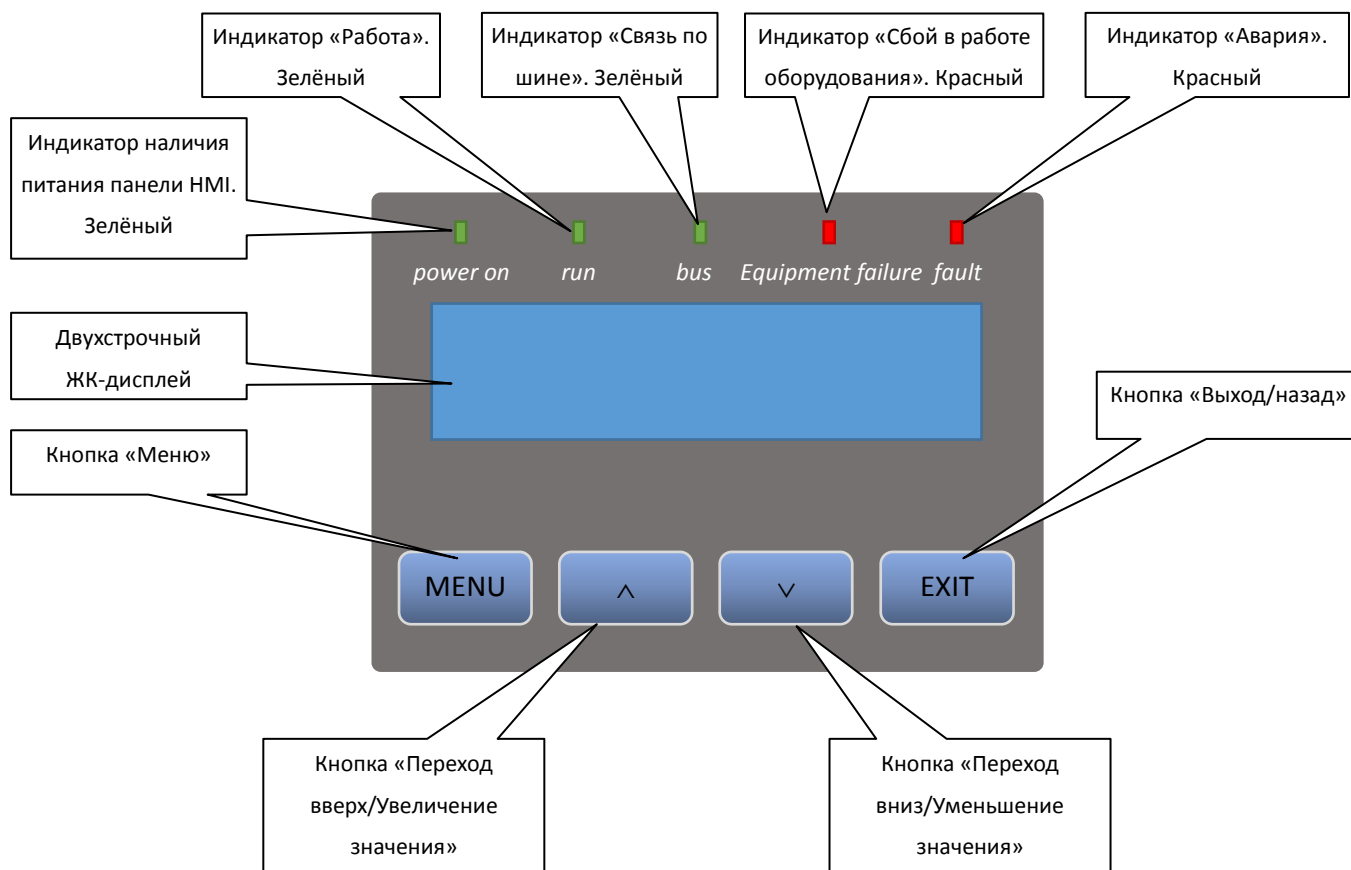 Индикатор «Работа».
Зелёный
Индикатор «Связь по
шине». Зелёный
Индикатор «Сбой в работе
оборудования». Красный
Индикатор «Авария».
Красный
Индикатор наличия
питания панели HMI.
Зелёный
power on
run
bus
Equipment failure
fault
Двухстрочный
ЖК-дисплей
Кнопка «Выход/назад»
Кнопка «Меню»
MENU
˄
˅
EXIT
Кнопка «Переход
вверх/Увеличение
значения»
Кнопка «Переход
вниз/Уменьшение
значения»